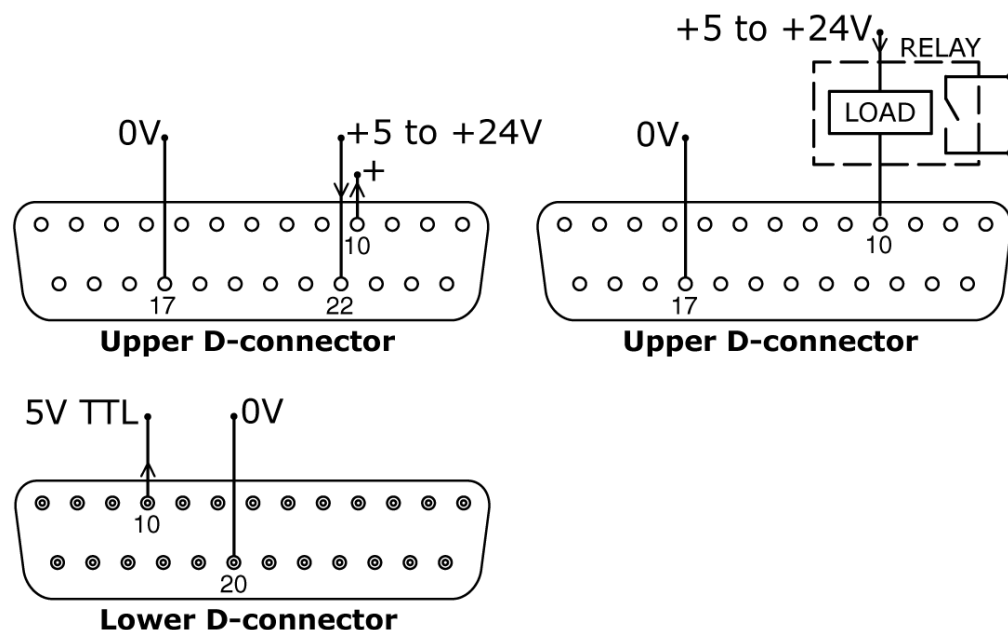 0V
+5 to +24V
+
10
17
22
Upper D-connector
+5 to +24V
RELAY
LOAD
0V
10
17
Upper D-connector
5V TTL
0V
10
20
Lower D-connector